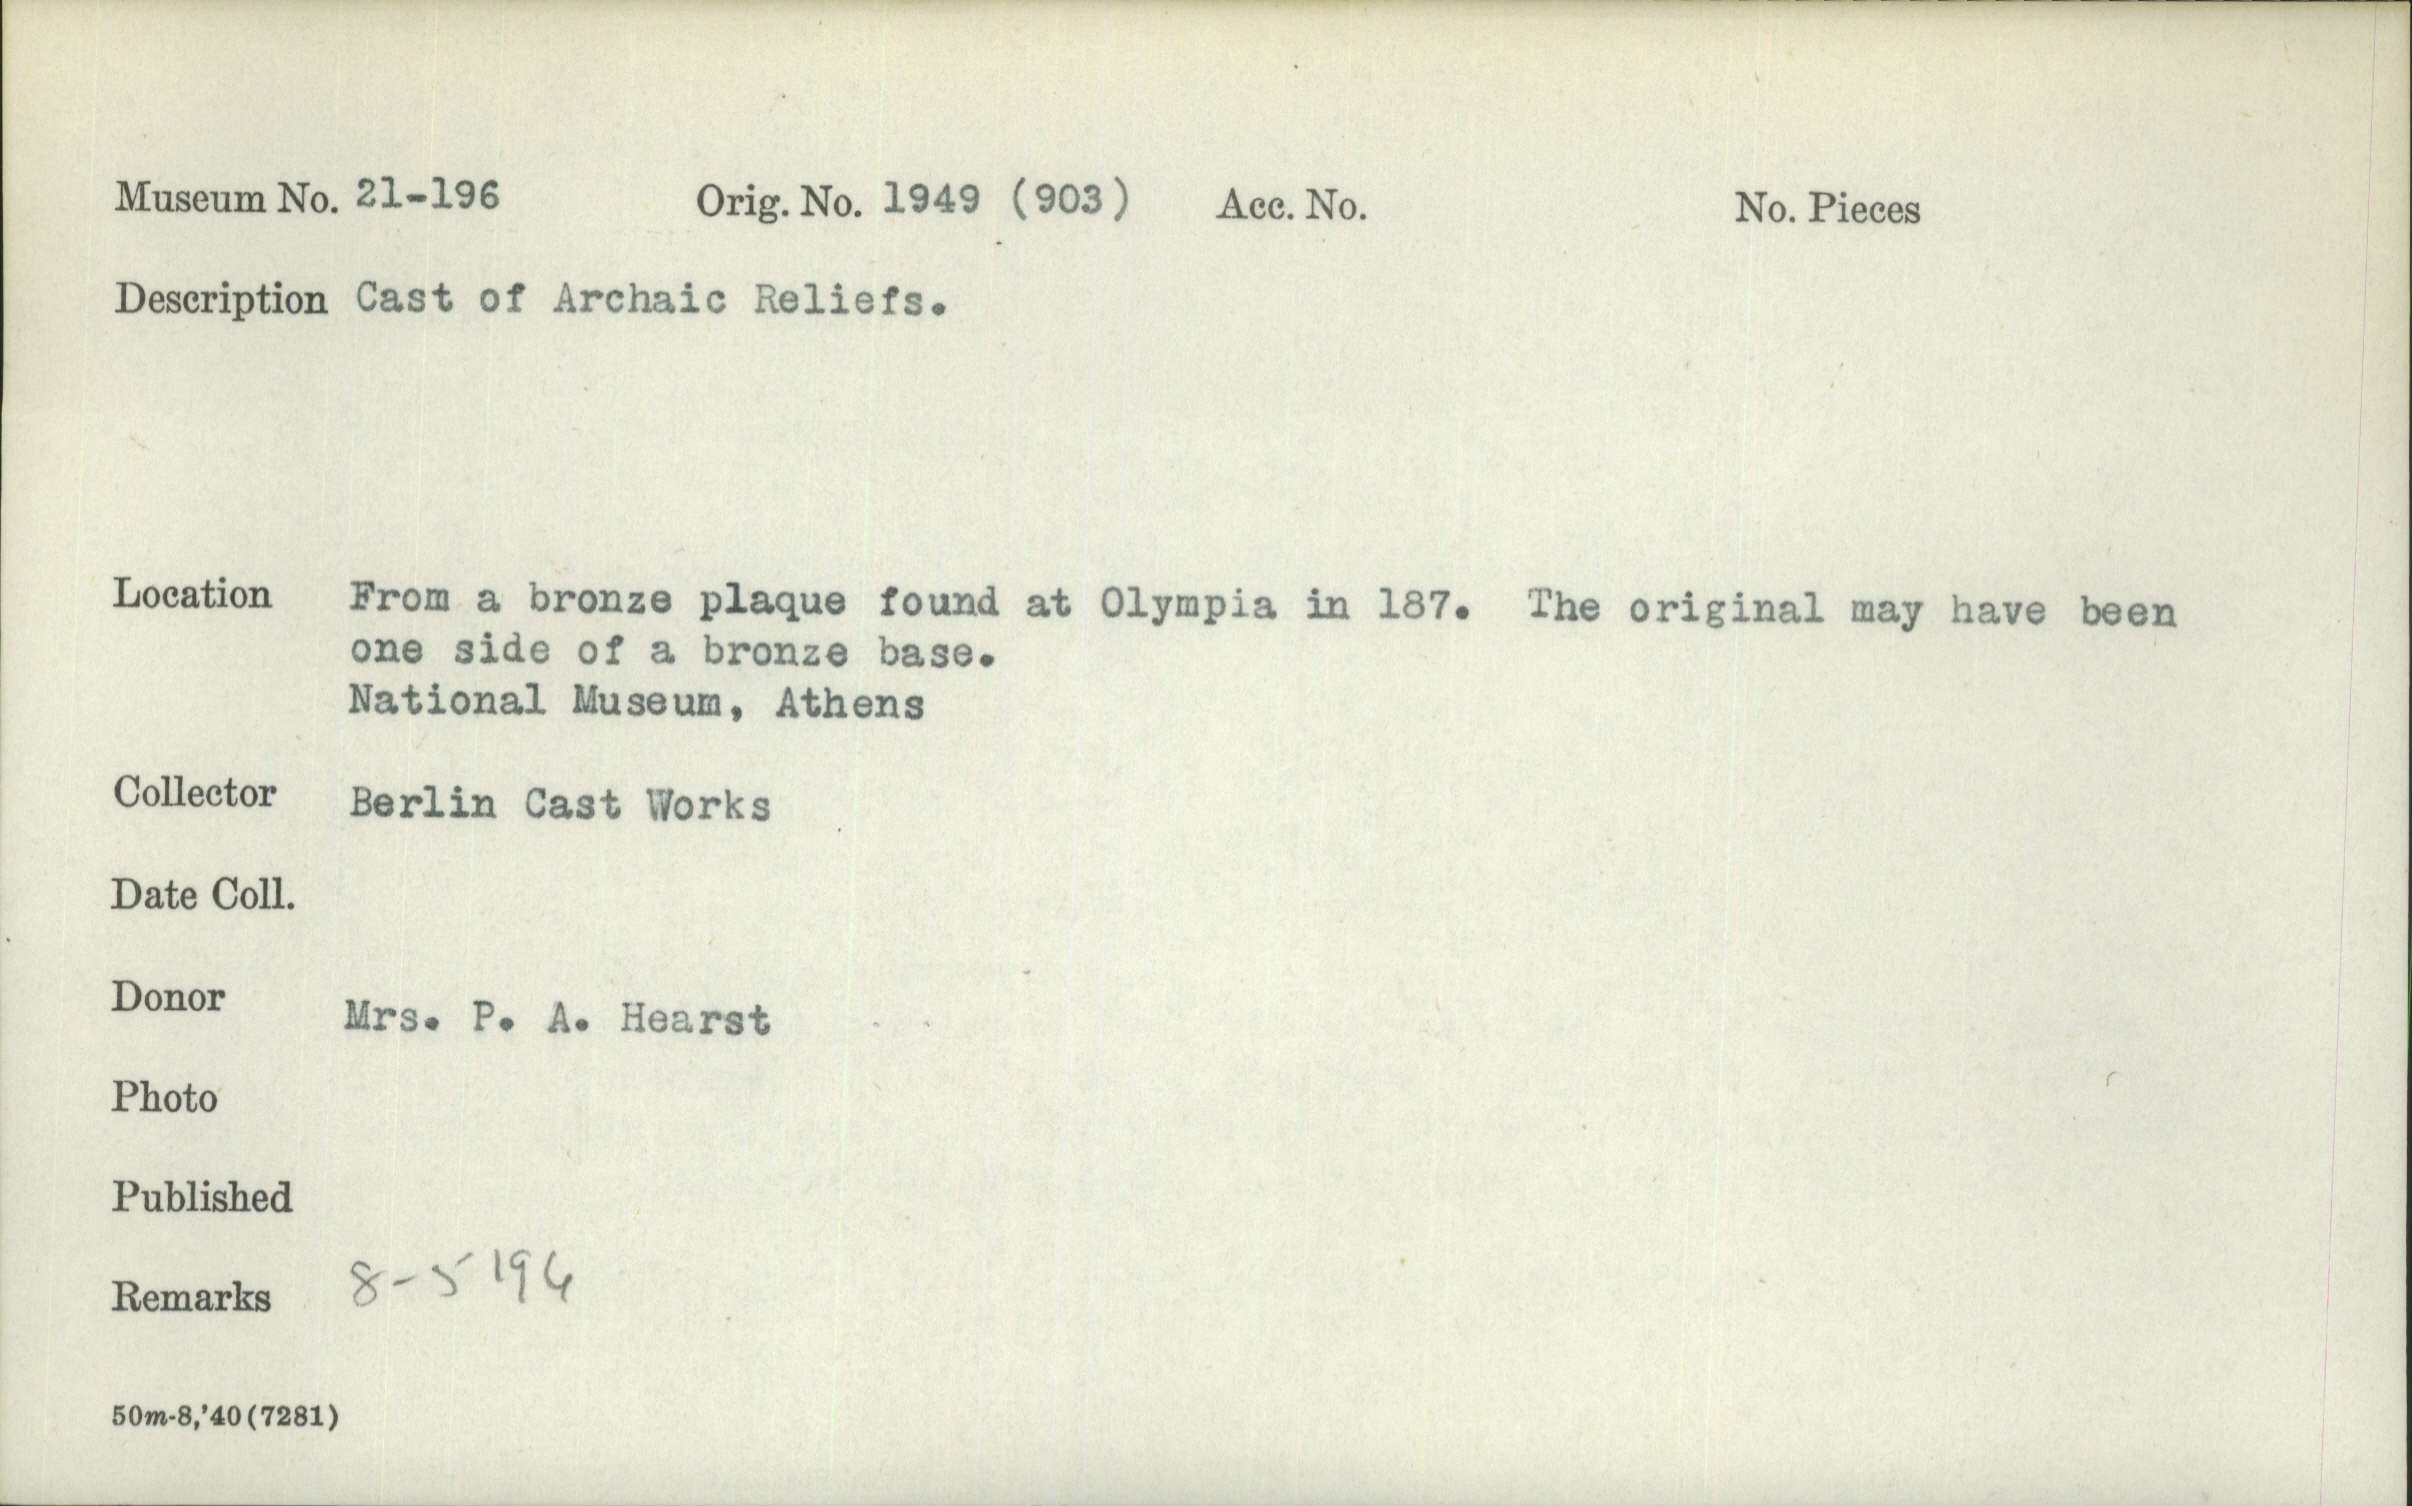 Museum No. 21-196 Orig. No. 1949 (903) Acc. No. No. Pieces
Description Cast of Archaic Reliefs.
Location From a bronze plaque found at Olympia in 187. The original may have been
one side of a bronze base.
National Museum, Athens
Collector Berlin Cast Works
Date Coll.
Donor Mrs. P. A. Hearst
Photo
Published
Remarks 8-5196
50m-8,'40(7281)